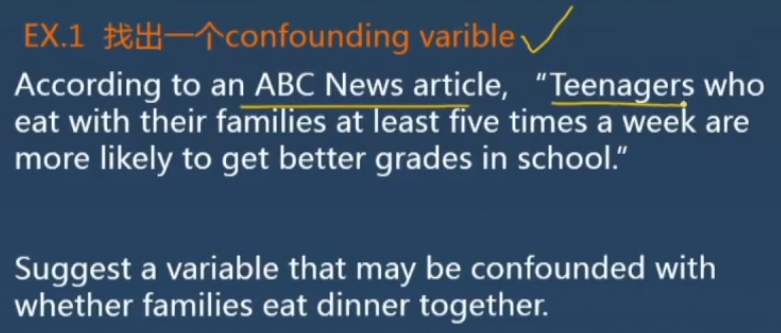 EX.1 找出一个confounding varible
According to an ABC News article, “Teenagers who
eat with their families at least five times a week are
more likely to get better grades in school.”
Suggest a variable that may be confounded with
whether families eat dinner together.